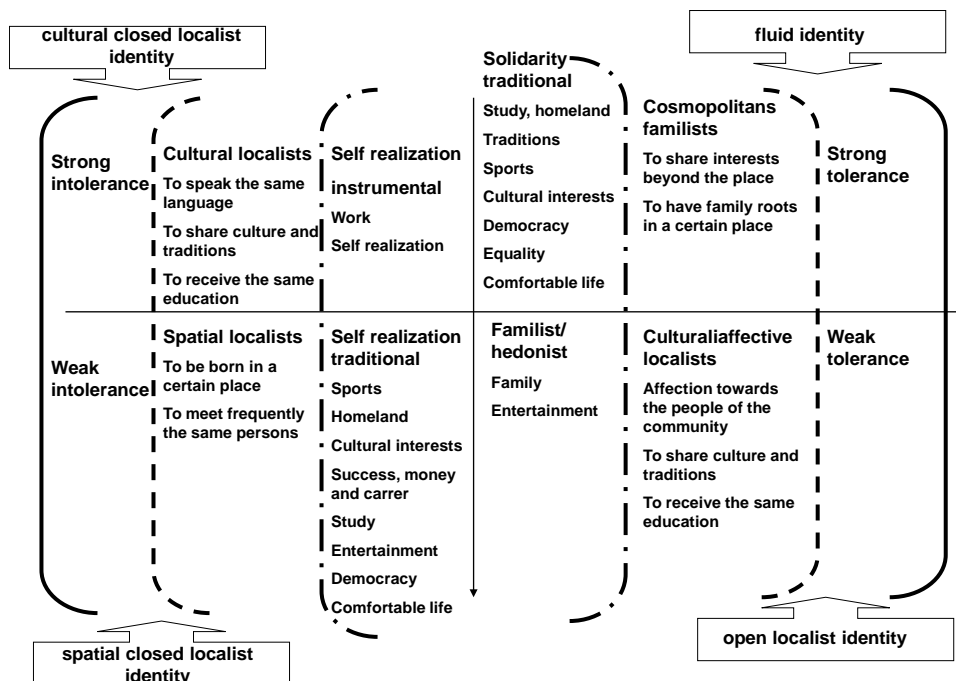 cultural closed localist
identity
fluid identity
Strong
intolerance
Cultural localists
To speak the same
language
To share culture and
traditions
To receive the same
education
Self realization
instrumental
Work
Self realization
Solidarity
traditional
Study, homeland
Traditions
Sports
Cultural interests
Democracy
Equality
Comfortable life
Cosmopolitans
familists
To share interests
beyond the place
To have family roots
in a certain place
Strong
tolerance
Weak
intolerance
Spatial localists
To be born in a
certain place
To meet frequently
the same persons
Self realization
traditional
Sports
Homeland
Cultural interests
Success, money
and carrer
Study
Entertainment
Democracy
Comfortable life
Familist/
hedonist
Family
Entertainment
Culturaliaffective
localists
Affection towards
the people of the
community
To share culture and
traditions
To receive the same
education
Weak
tolerance
spatial closed localist
identity
open localist identity